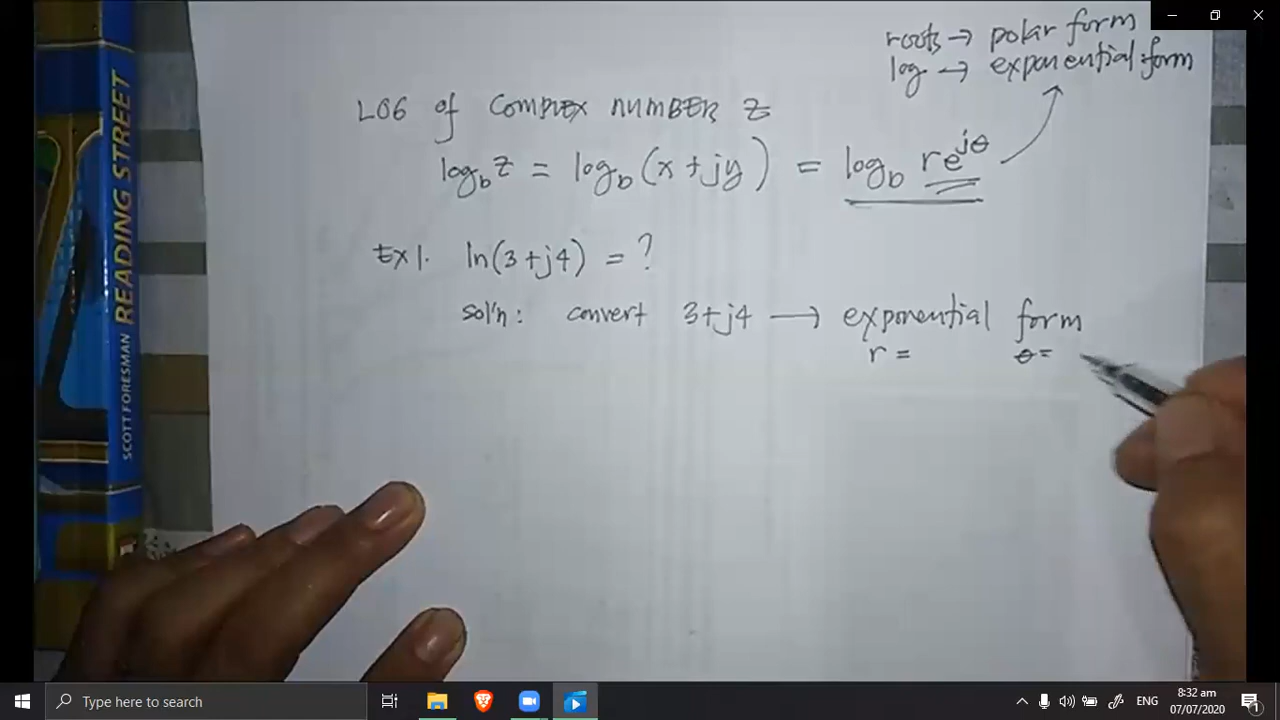 roots → polar form
log → exponential form
LOG of COMPLEX NUMBER Z
log_b Z = log_b (x + jy) = log_b re^jθ
EX 1. ln(3+j4) = ?
sol'n: convert 3+j4 → exponential form
r = θ=
SCOTT FORESMAN READING STREET
Type here to search
ENG
8:32 am
07/07/2020
1